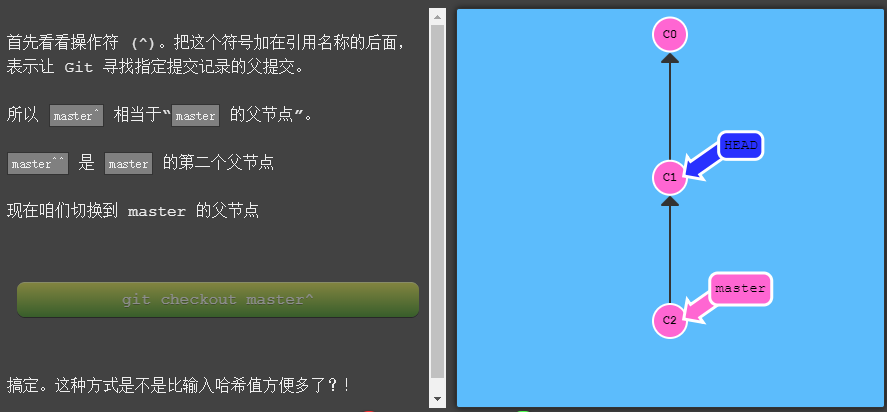 首先看看操作符 (^)。把这个符号加在引用名称的后面，
表示让 Git 寻找指定提交记录的父提交。
所以 master^ 相当于“master 的父节点”。
master^^ 是 master 的第二个父节点
现在咱们切换到 master 的父节点
git checkout master^
搞定。这种方式是不是比输入哈希值方便多了？！
C0
HEAD
C1
master
C2